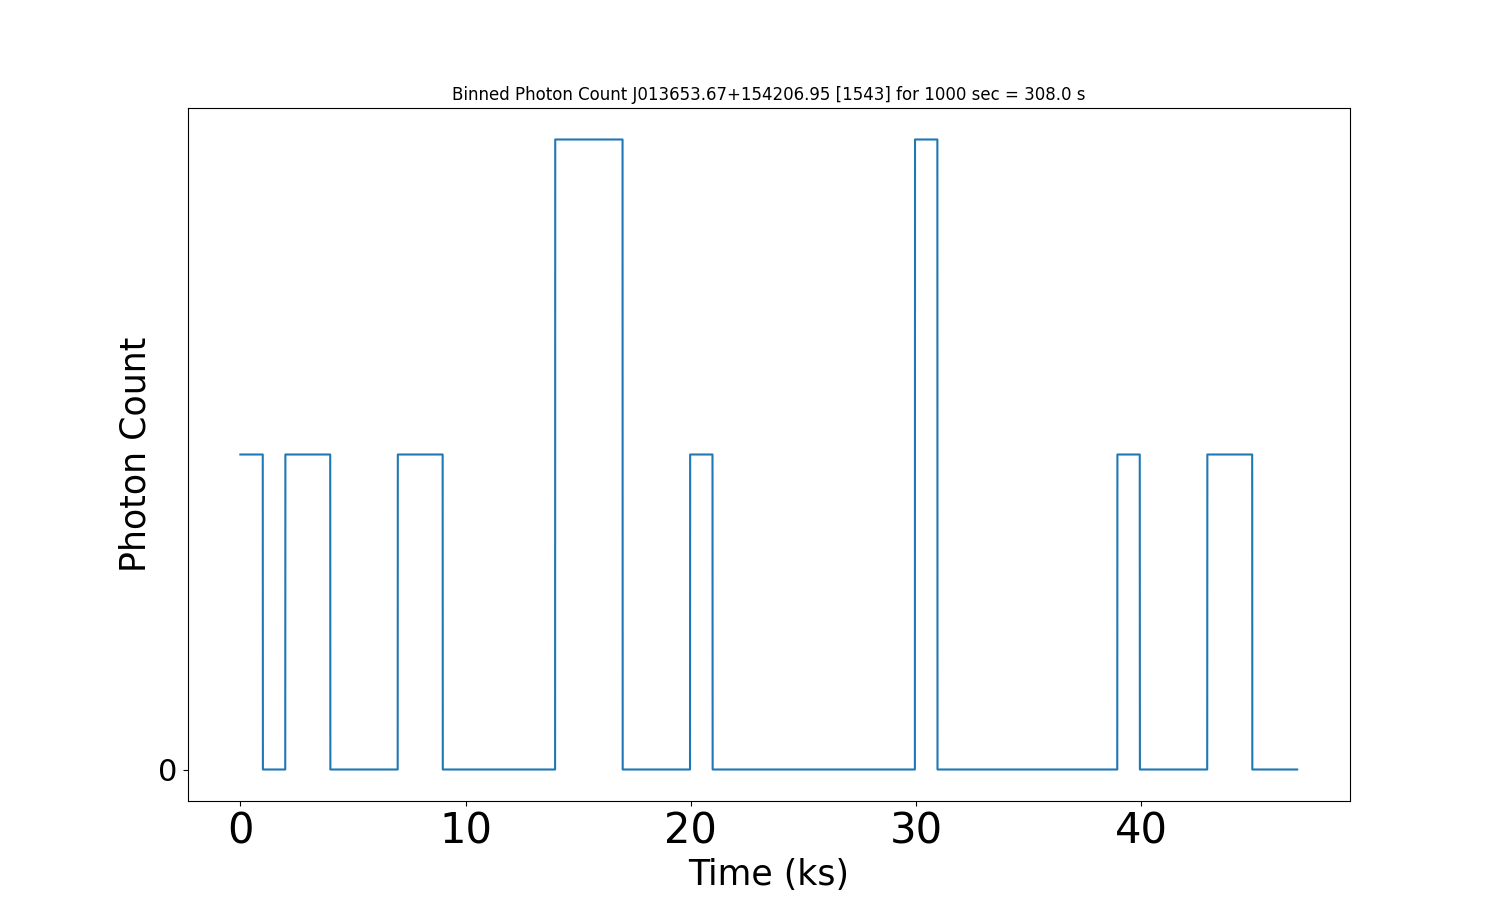 Binned Photon Count J013653.67+154206.95 [1543] for 1000 sec = 308.0 s
Photon Count
0
0 10 20 30 40
Time (ks)